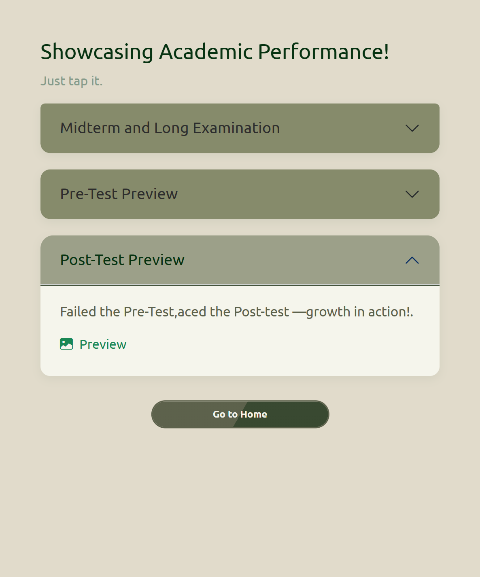 Showcasing Academic Performance!
Just tap it.
Midterm and Long Examination
Pre-Test Preview
Post-Test Preview
Failed the Pre-Test,aced the Post-test —growth in action!.
Preview
Go to Home